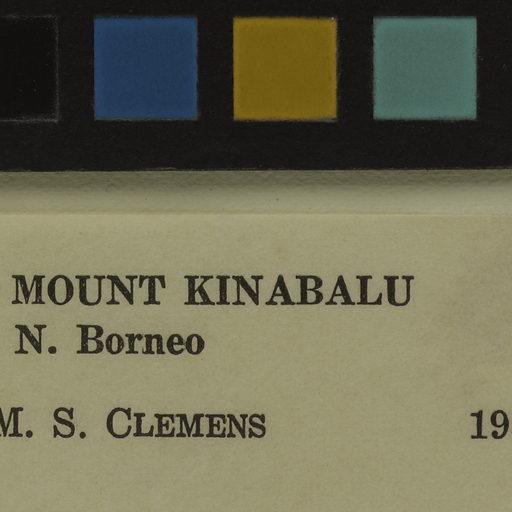 MOUNT KINABALU
N. Borneo
M. S. CLEMENS 19